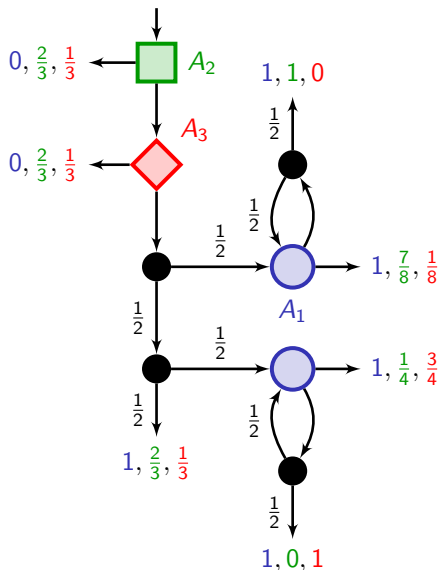 0, 2/3, 1/3
A₂
1, 1, 0
A₃
1/2
0, 2/3, 1/3
1/2
1/2
1, 7/8, 1/8
A₁
1/2
1/2
1, 1/4, 3/4
1/2
1/2
1, 2/3, 1/3
1/2
1, 0, 1